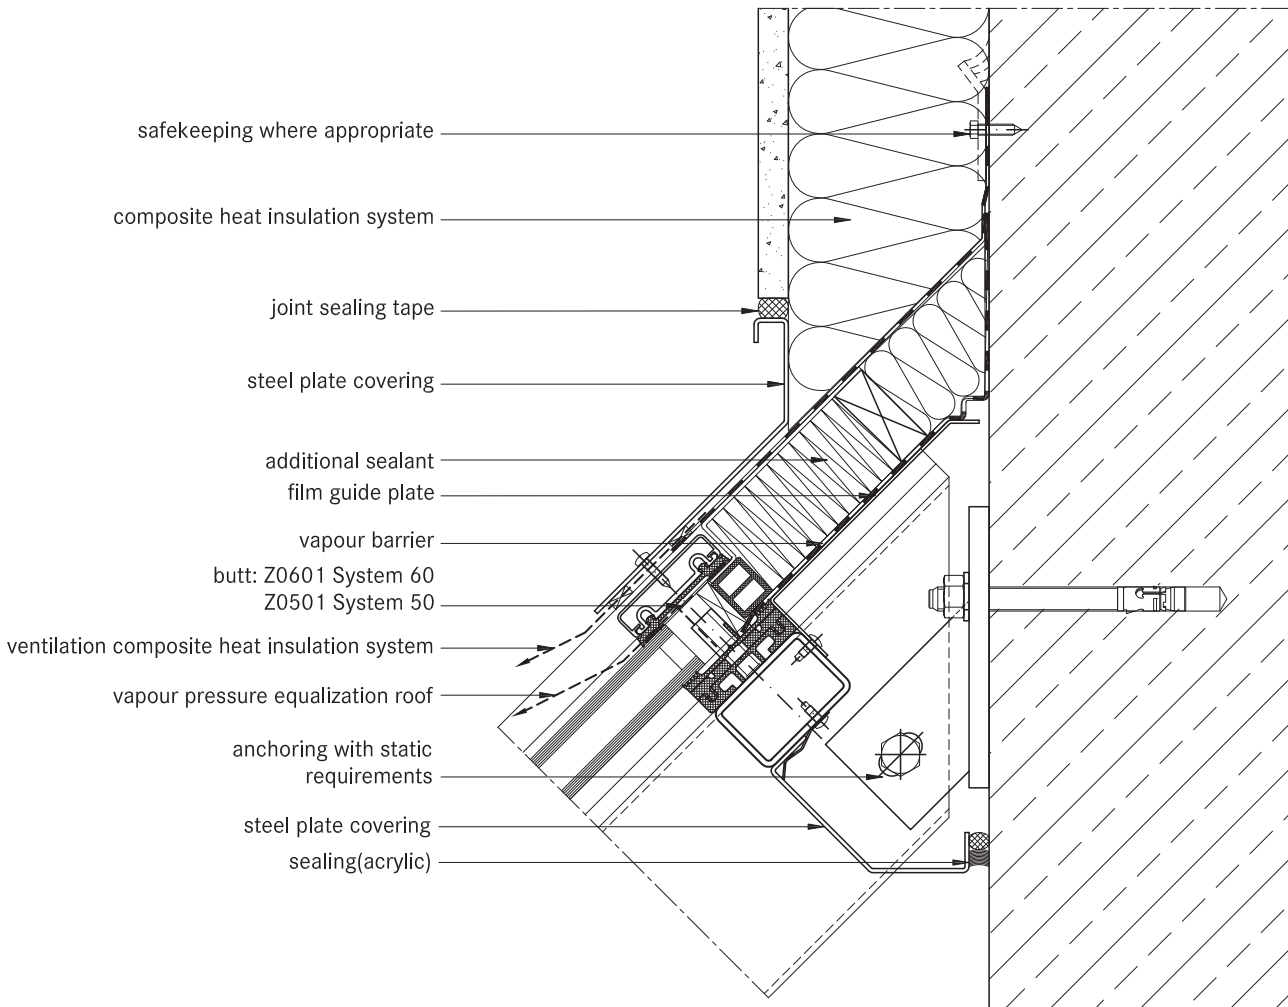 safekeeping where appropriate
composite heat insulation system
joint sealing tape
steel plate covering
additional sealant
film guide plate
vapour barrier
butt: Z0601 System 60
Z0501 System 50
ventilation composite heat insulation system
vapour pressure equalization roof
anchoring with static
requirements
steel plate covering
sealing(acrylic)